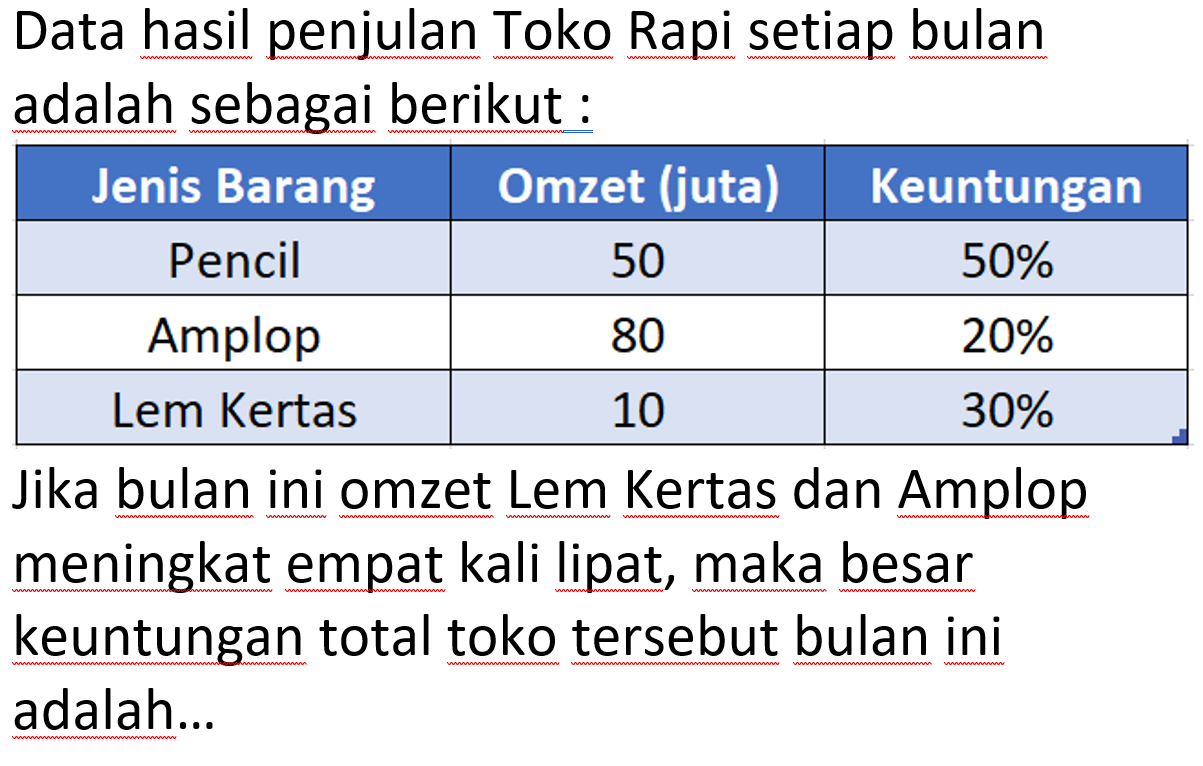 Data hasil penjulan Toko Rapi setiap bulan
adalah sebagai berikut :
Jenis Barang Omzet (juta) Keuntungan
Pencil 50 50%
Amplop 80 20%
Lem Kertas 10 30%
Jika bulan ini omzet Lem Kertas dan Amplop
meningkat empat kali lipat, maka besar
keuntungan total toko tersebut bulan ini
adalah...